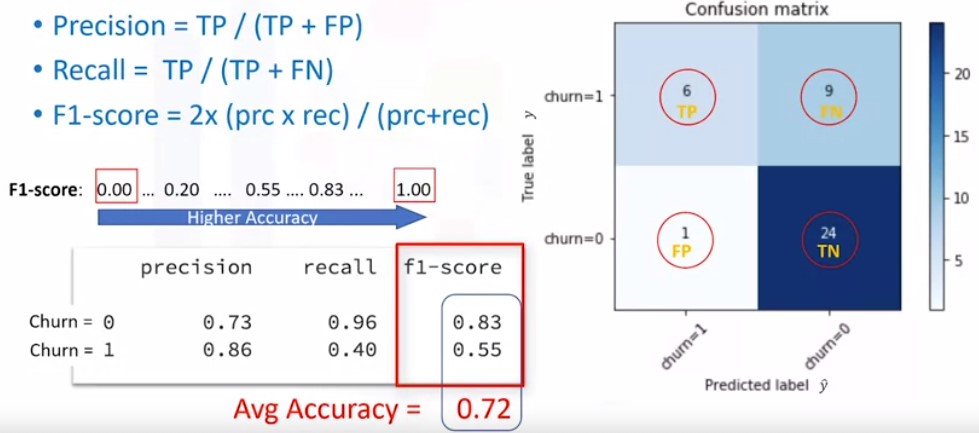 • Precision = TP / (TP + FP)
• Recall = TP / (TP + FN)
• F1-score = 2x (prc x rec) / (prc+rec)
F1-score: 0.00 ... 0.20 .... 0.55 .... 0.83 ... 1.00
Higher Accuracy
precision recall f1-score
Churn = 0 0.73 0.96 0.83
Churn = 1 0.86 0.40 0.55
Avg Accuracy = 0.72
Confusion matrix
True label y
churn=1
churn=0
6
TP
9
FN
1
FP
24
TN
churn=1
churn=0
Predicted label ŷ
20
15
10
5